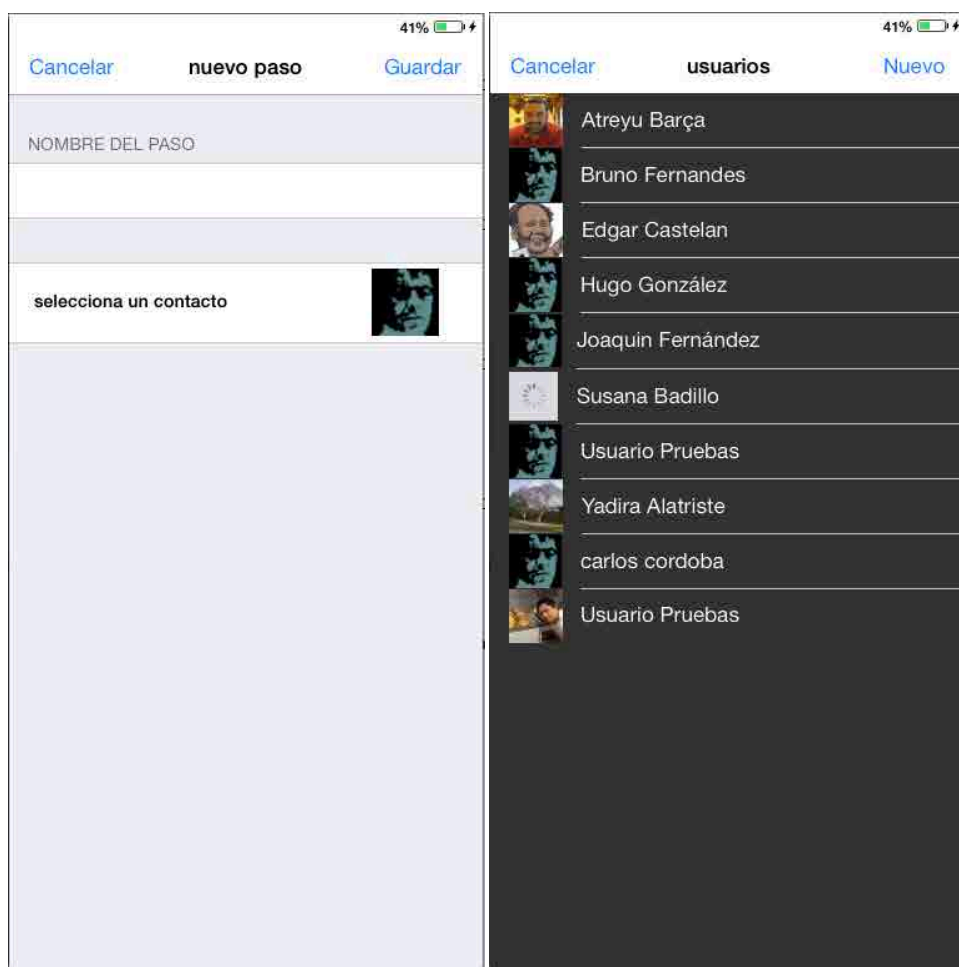 41%
Cancelar nuevo paso Guardar
NOMBRE DEL PASO
selecciona un contacto
41%
Cancelar usuarios Nuevo
Atreyu Barça
Bruno Fernandes
Edgar Castelan
Hugo González
Joaquin Fernández
Susana Badillo
Usuario Pruebas
Yadira Alatriste
carlos cordoba
Usuario Pruebas